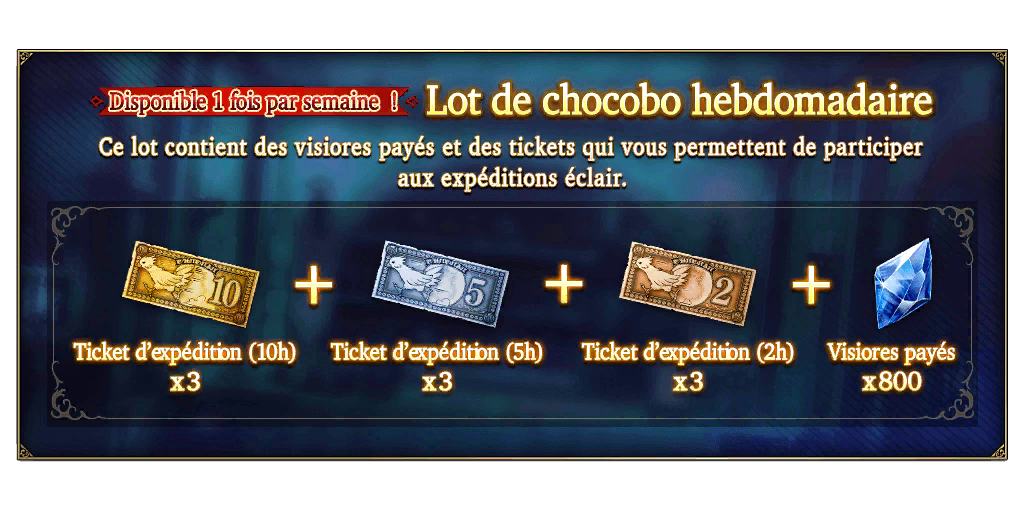 Disponible 1 fois par semaine !
Lot de chocobo hebdomadaire
Ce lot contient des visiores payés et des tickets qui vous permettent de participer
aux expéditions éclair.
10
5
2
Ticket d'expédition (10h)
x3
Ticket d'expédition (5h)
x3
Ticket d'expédition (2h)
x3
Visiores payés
x800